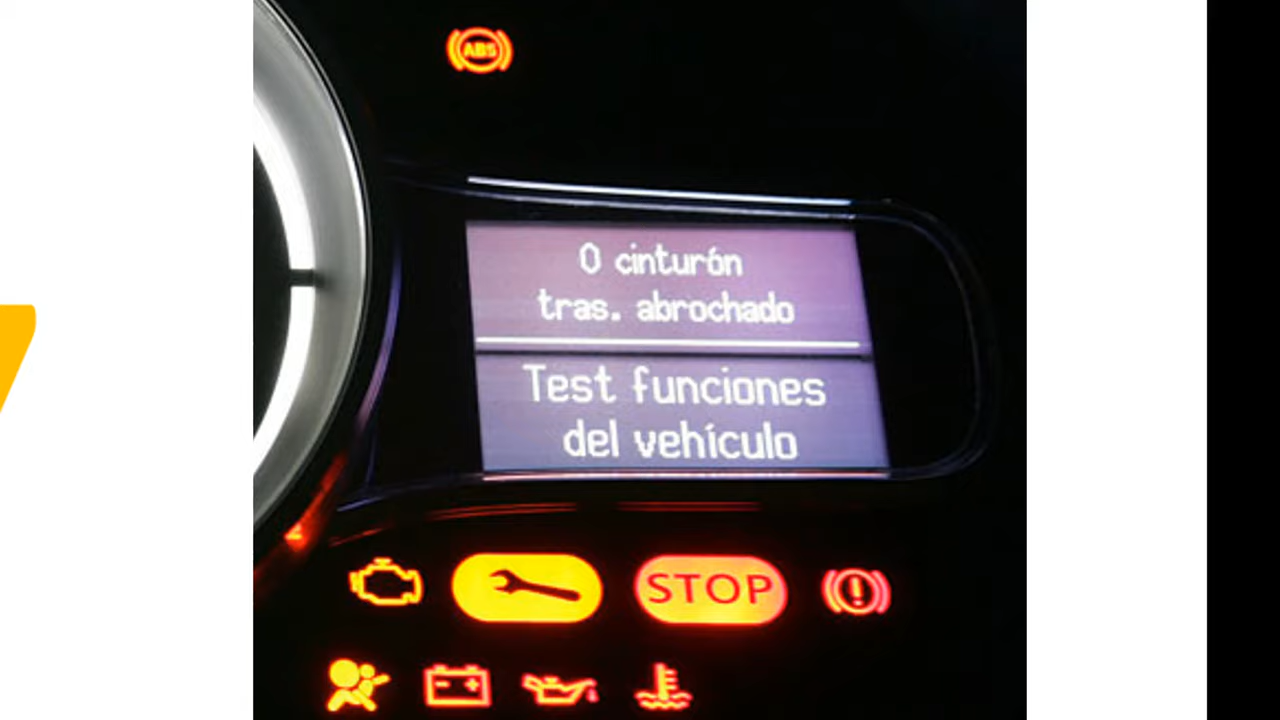 ABS
0 cinturón
tras. abrochado
Test funciones
del vehículo
STOP